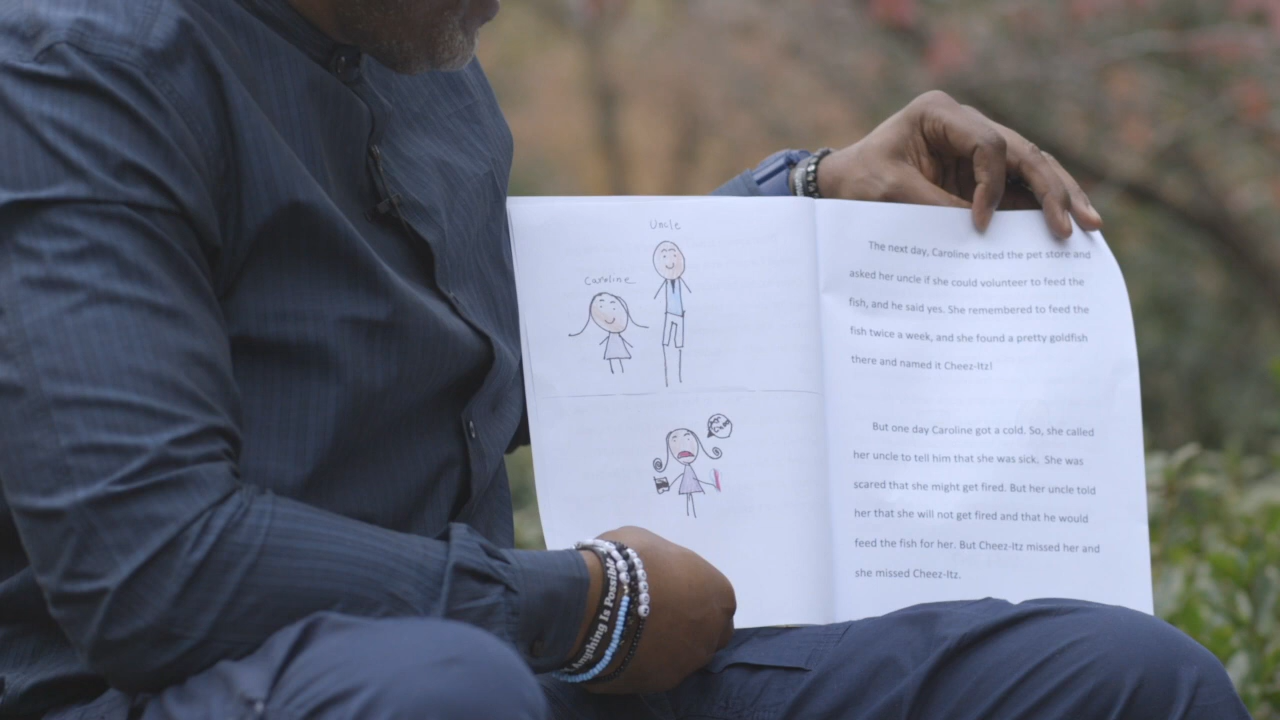 Uncle
Caroline
The next day, Caroline visited the pet store and
asked her uncle if she could volunteer to feed the
fish, and he said yes. She remembered to feed the
fish twice a week, and she found a pretty goldfish
there and named it Cheez-Itz!
But one day Caroline got a cold. So, she called
her uncle to tell him that she was sick. She was
scared that she might get fired. But her uncle told
her that she will not get fired and that he would
feed the fish for her. But Cheez-Itz missed her and
she missed Cheez-Itz.
Anything Is Possible